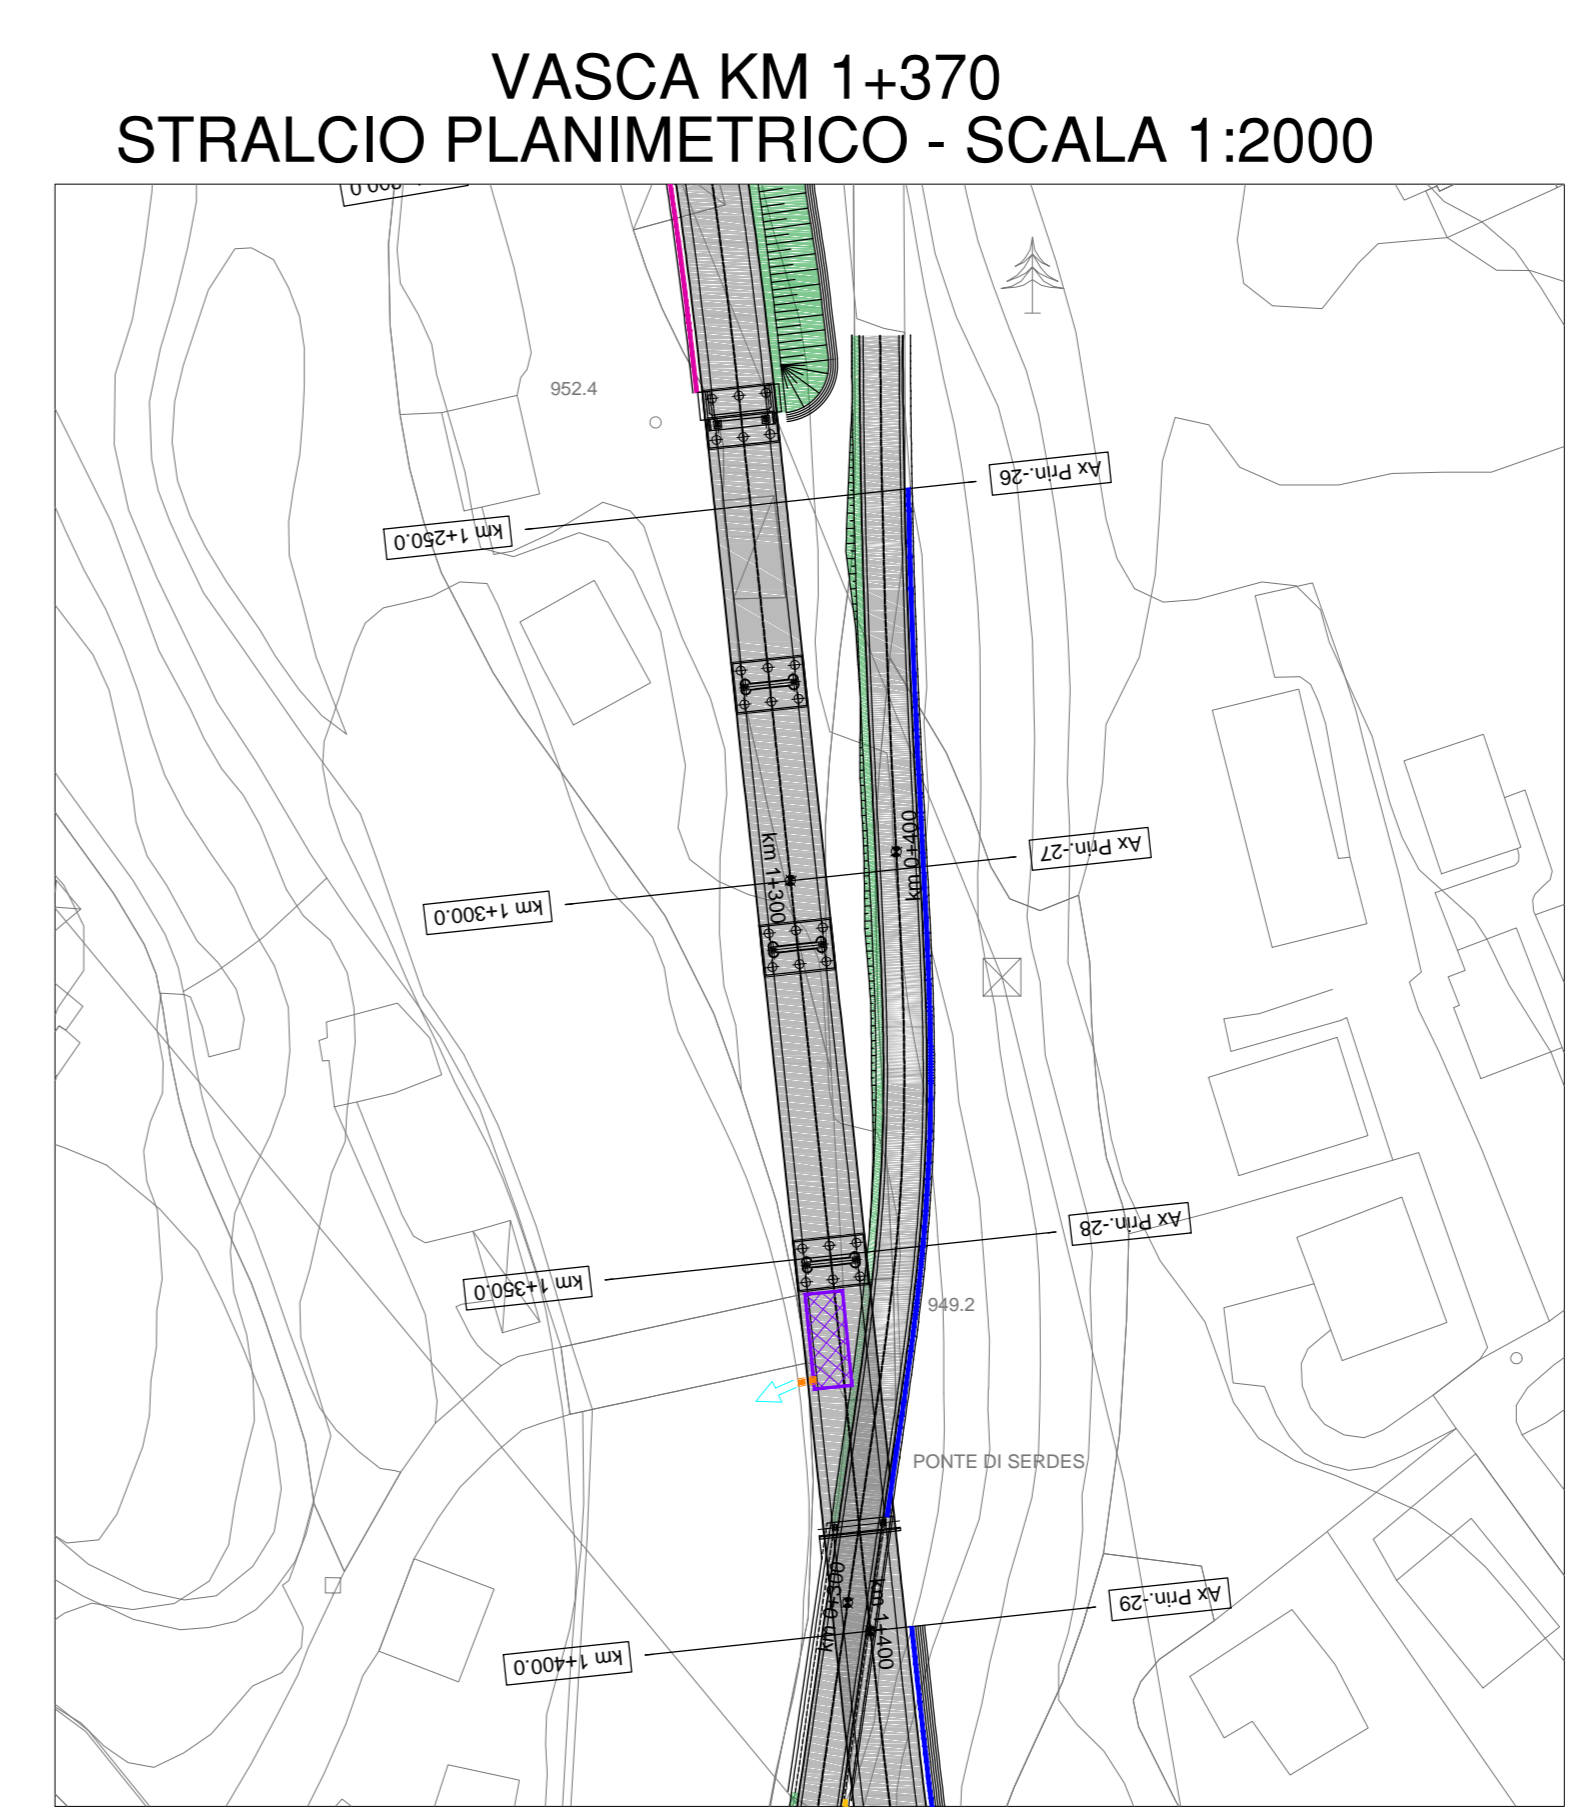 VASCA KM 1+370
STRALCIO PLANIMETRICO - SCALA 1:2000
952.4
Ax Prin.-26
km 1+250.0
km 1+300
km 0+400
Ax Prin.-27
km 1+300.0
Ax Prin.-28
km 1+350.0
949.2
PONTE DI SERDES
km 0+300
km 1+400
Ax Prin.-29
km 1+400.0